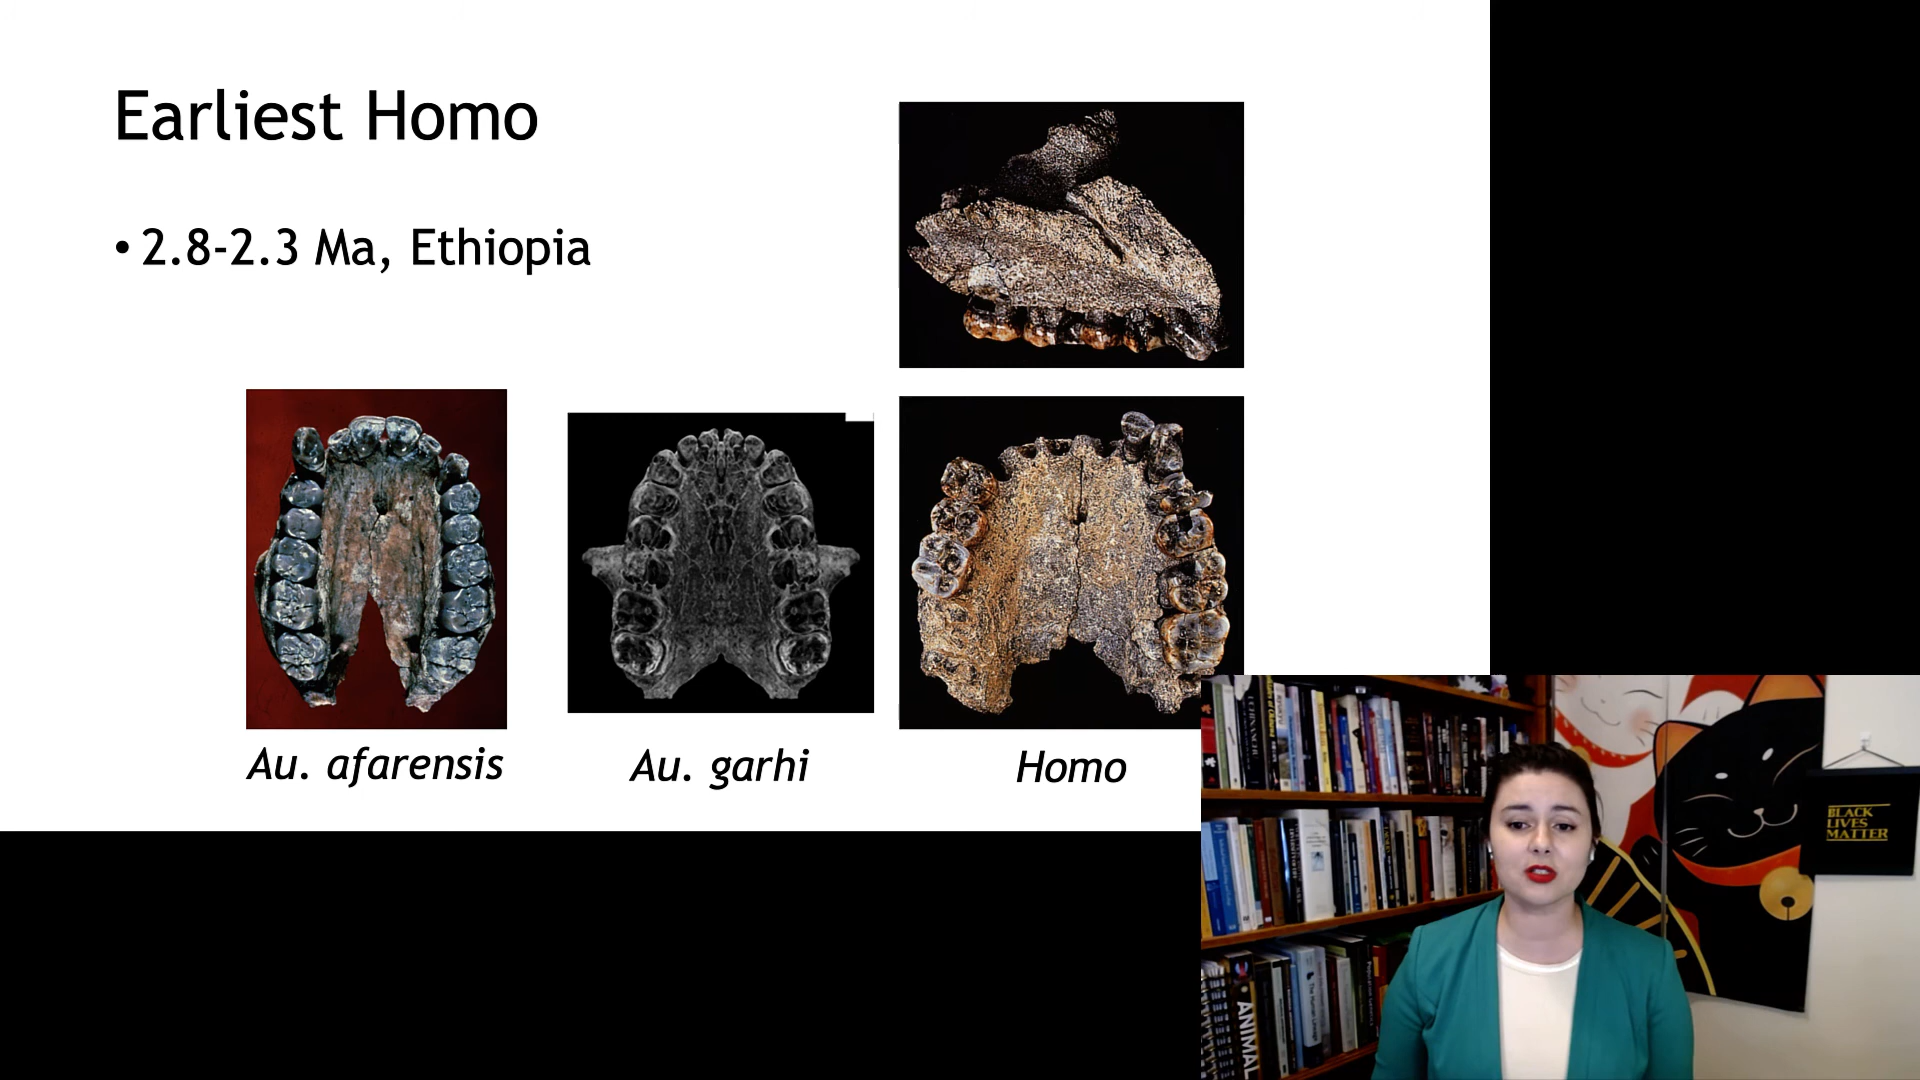 Earliest Homo
• 2.8-2.3 Ma, Ethiopia
Au. afarensis
Au. garhi
Homo
BLACK
LIVES
MATTER
ANIMAL